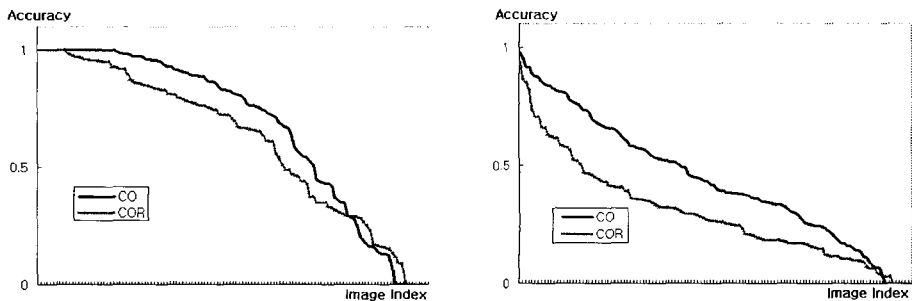 Accuracy
1
0.5
0
CO
COR
Image Index
Accuracy
1
0.5
0
CO
COR
Image Index